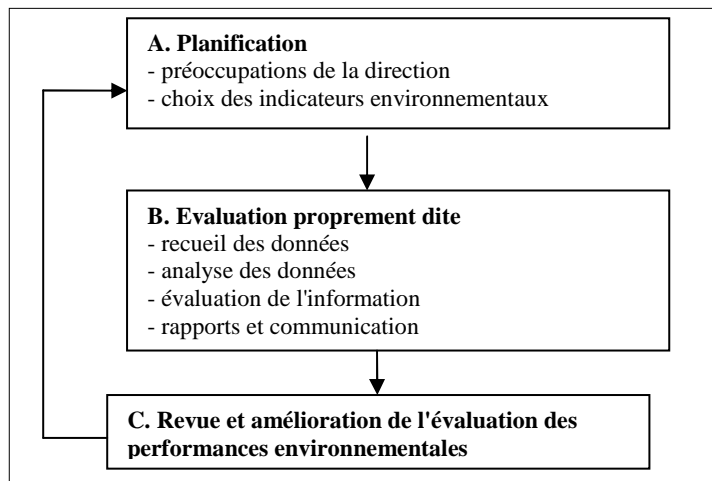 A. Planification
- préoccupations de la direction
- choix des indicateurs environnementaux
B. Evaluation proprement dite
- recueil des données
- analyse des données
- évaluation de l'information
- rapports et communication
C. Revue et amélioration de l'évaluation des
performances environnementales